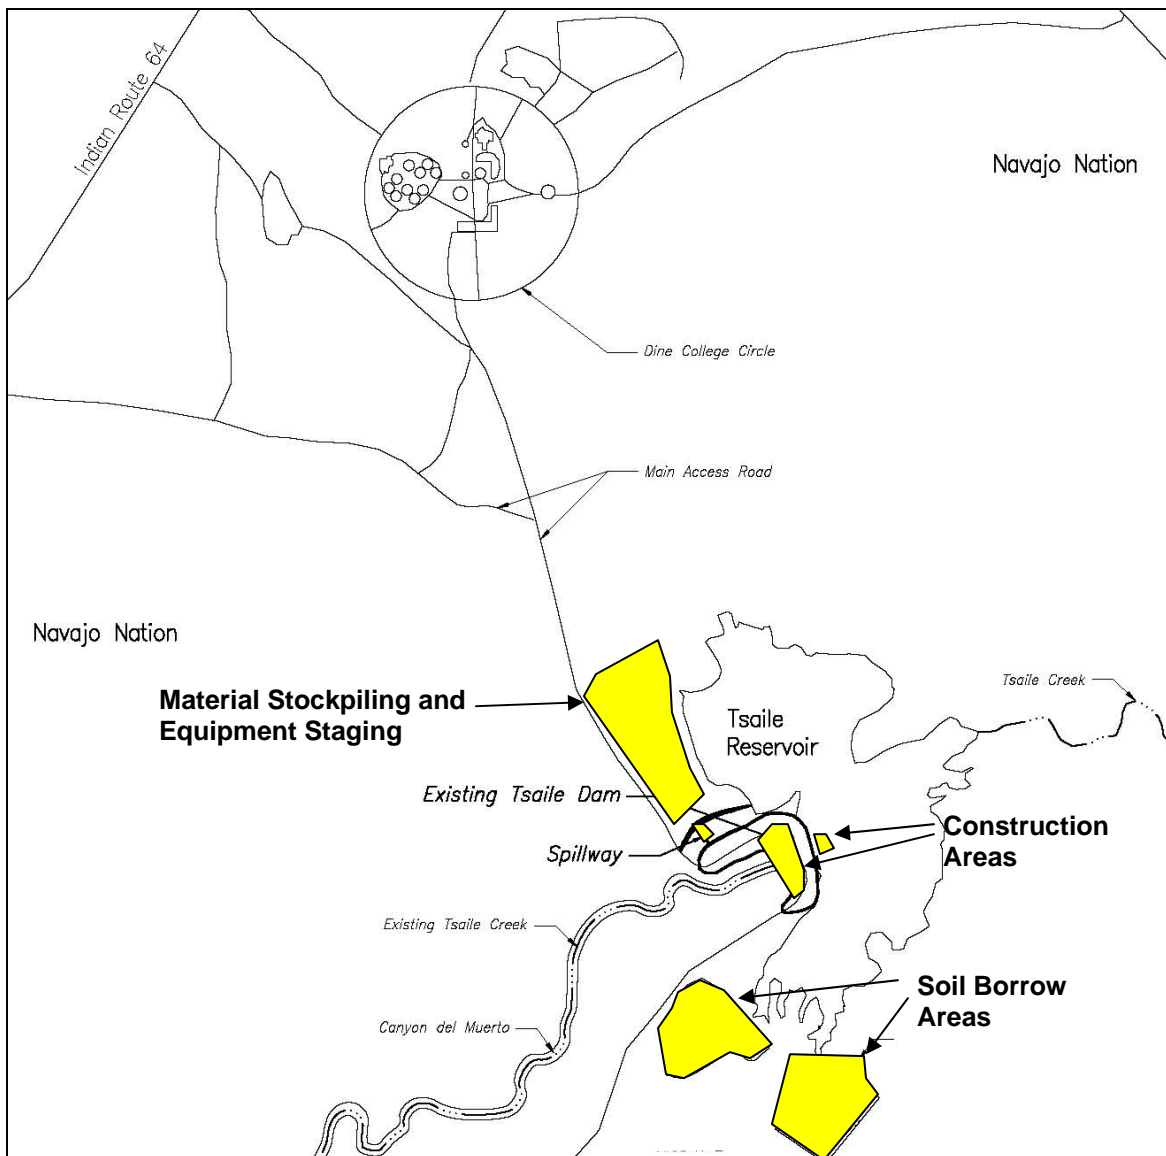 Indian Route 64
Navajo Nation
Dine College Circle
Main Access Road
Navajo Nation
Material Stockpiling and
Equipment Staging
Tsaile Creek
Tsaile
Reservoir
Existing Tsaile Dam
Spillway
Construction
Areas
Existing Tsaile Creek
Canyon del Muerto
Soil Borrow
Areas